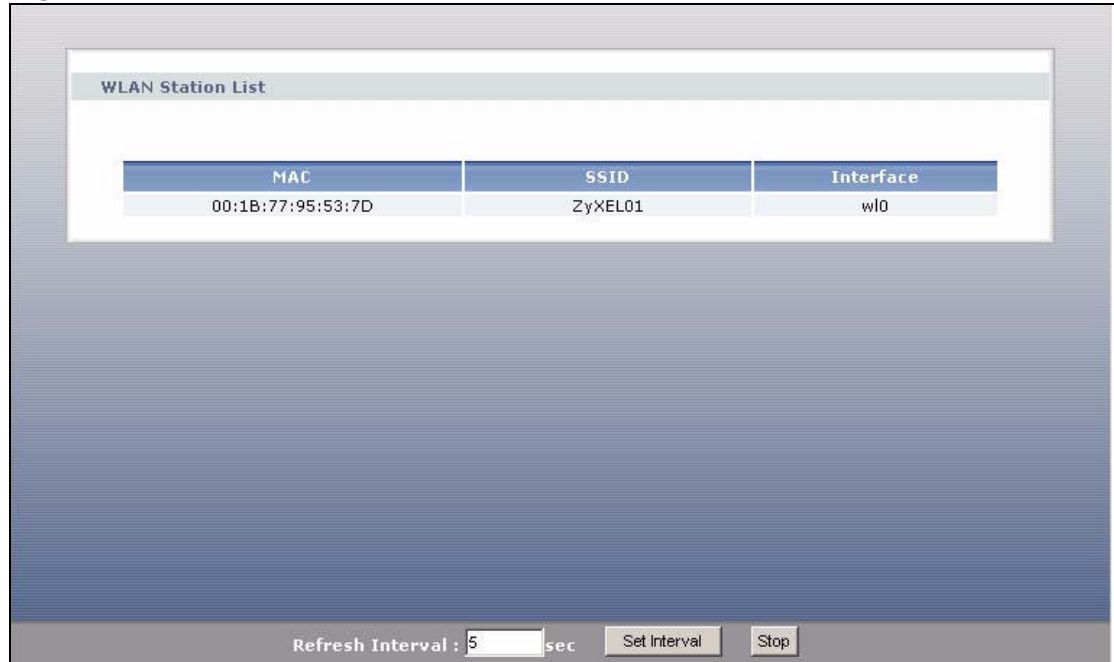 WLAN Station List
MAC SSID Interface
00:1B:77:95:53:7D ZyXEL01 wl0
Refresh Interval : 5 sec Set Interval Stop